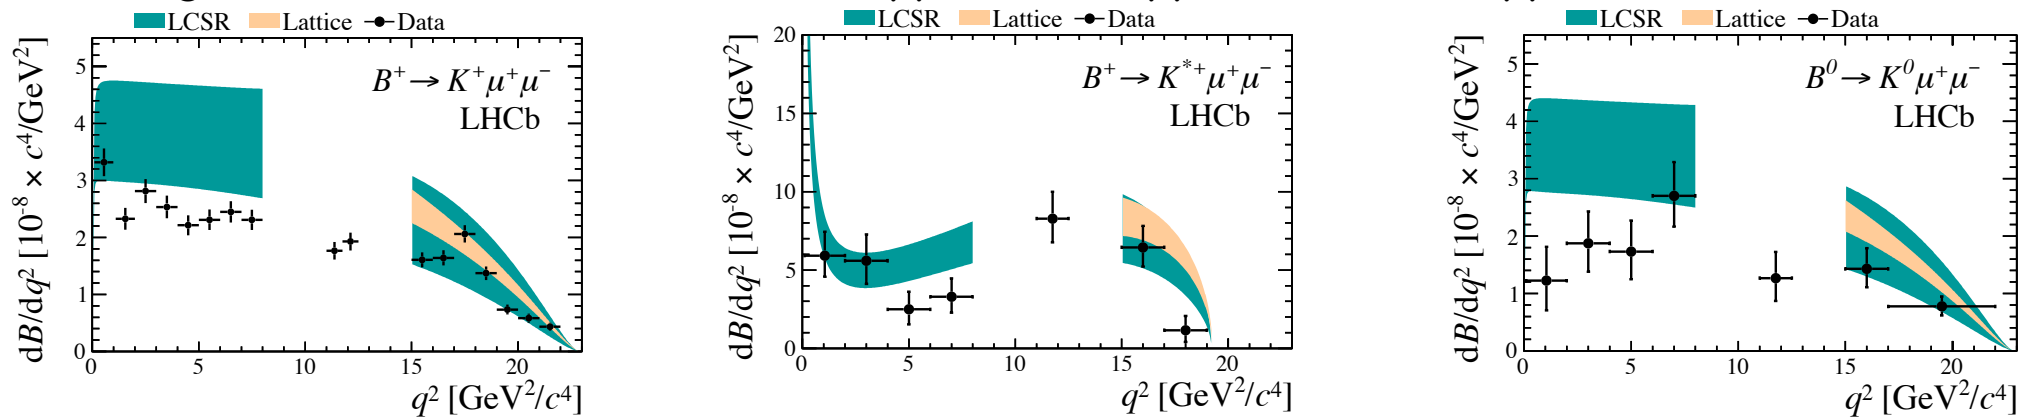 LCSR Lattice Data
B⁺→ K⁺μ⁺μ⁻
LHCb
dB/dq² [10⁻⁸ × c⁴/GeV²]
5
4
3
2
1
0
0 5 10 15 20
q² [GeV²/c⁴]
LCSR Lattice Data
B⁺→ K*⁺μ⁺μ⁻
LHCb
dB/dq² [10⁻⁸ × c⁴/GeV²]
20
15
10
5
0
0 5 10 15 20
q² [GeV²/c⁴]
LCSR Lattice Data
B⁰→ K⁰μ⁺μ⁻
LHCb
dB/dq² [10⁻⁸ × c⁴/GeV²]
5
4
3
2
1
0
0 5 10 15 20
q² [GeV²/c⁴]